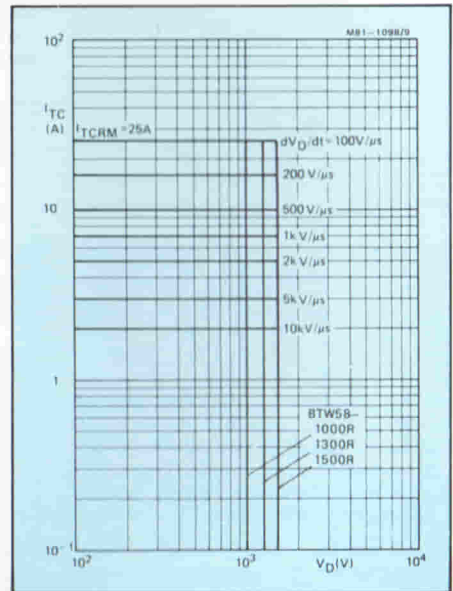 M81-1098/9
10²
I_TC
(A)
I_TCRM =25A
dV_D/dt=100V/µs
200 V/µs
10
500 V/µs
1k V/µs
2k V/µs
5k V/µs
10kV/µs
1
BTW58-
1000R
1300R
1500R
10⁻¹
10²
10³
V_D(V)
10⁴